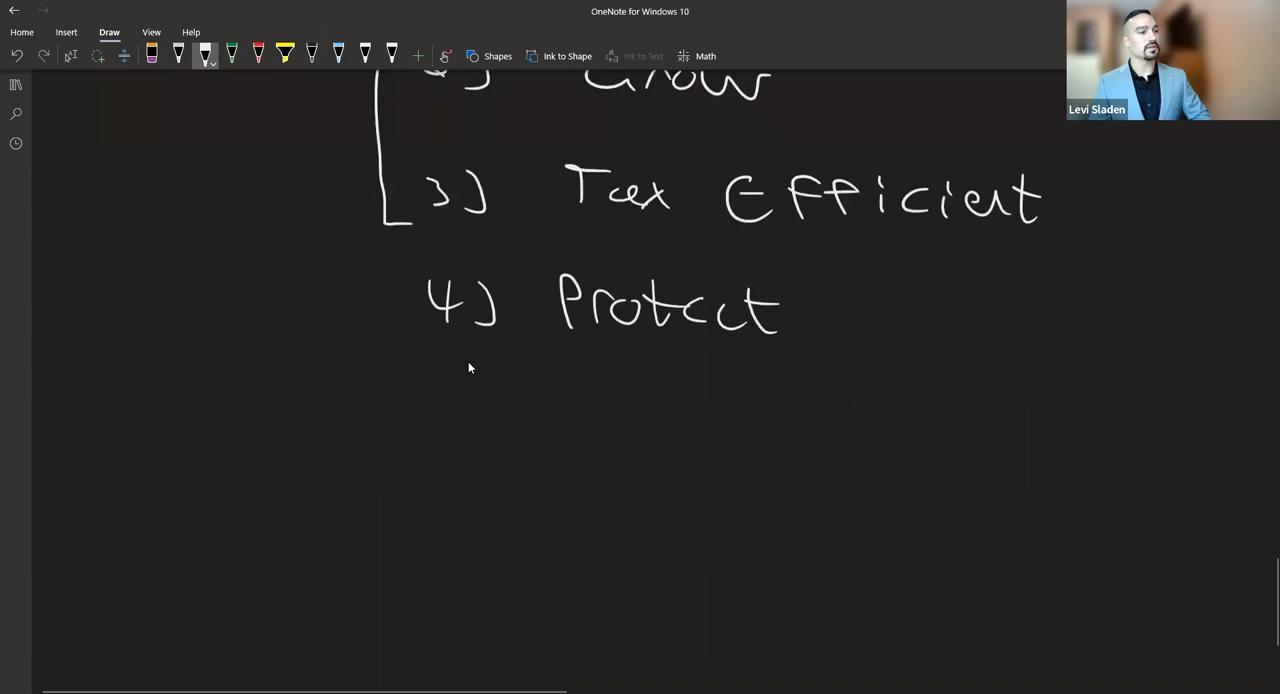 OneNote for Windows 10
Home Insert Draw View Help
Shapes Ink to Shape Ink to Text Math
Levi Sladen
Grow
3) Tax Efficient
4) Protect